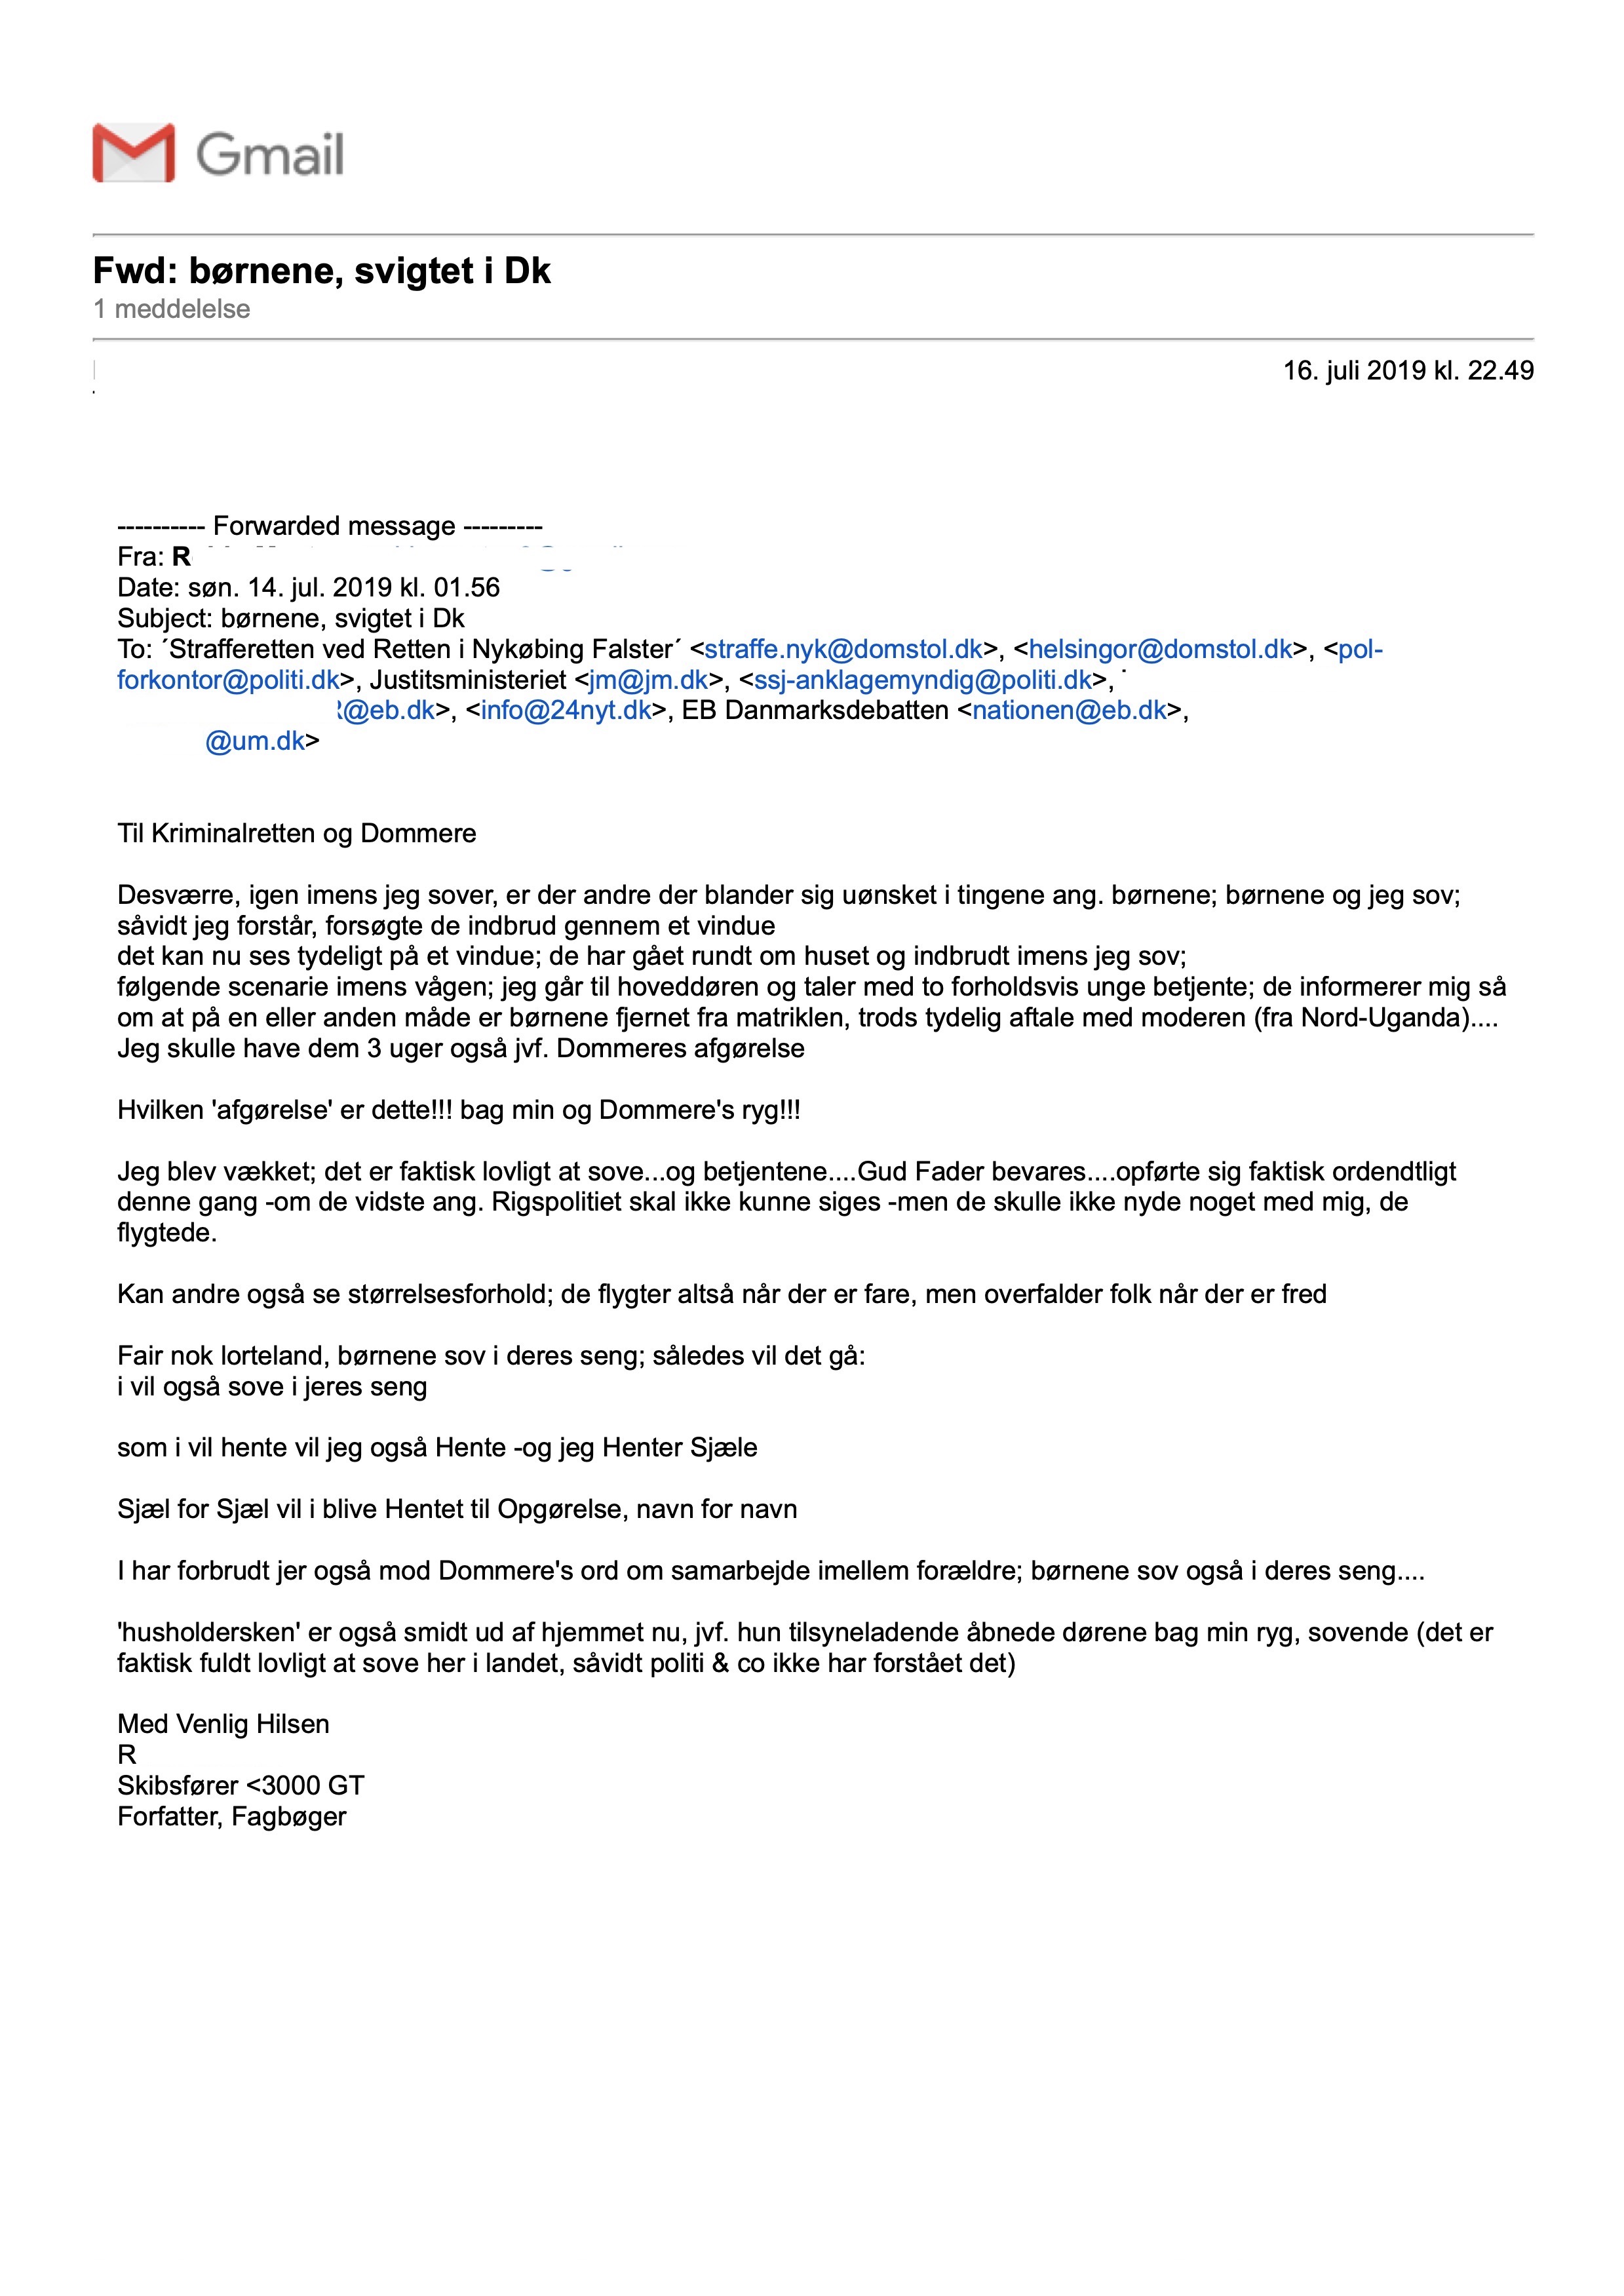 Gmail
Fwd: børnene, svigtet i Dk
1 meddelelse
16. juli 2019 kl. 22.49
---------- Forwarded message ---------
Fra: R
Date: søn. 14. jul. 2019 kl. 01.56
Subject: børnene, svigtet i Dk
To: ´Strafferetten ved Retten i Nykøbing Falster´ <straffe.nyk@domstol.dk>, <helsingor@domstol.dk>, <pol-
forkontor@politi.dk>, Justitsministeriet <jm@jm.dk>, <ssj-anklagemyndig@politi.dk>,
@eb.dk>, <info@24nyt.dk>, EB Danmarksdebatten <nationen@eb.dk>,
@um.dk>
Til Kriminalretten og Dommere
Desværre, igen imens jeg sover, er der andre der blander sig uønsket i tingene ang. børnene; børnene og jeg sov;
såvidt jeg forstår, forsøgte de indbrud gennem et vindue
det kan nu ses tydeligt på et vindue; de har gået rundt om huset og indbrudt imens jeg sov;
følgende scenarie imens vågen; jeg går til hoveddøren og taler med to forholdsvis unge betjente; de informerer mig så
om at på en eller anden måde er børnene fjernet fra matriklen, trods tydelig aftale med moderen (fra Nord-Uganda)....
Jeg skulle have dem 3 uger også jvf. Dommeres afgørelse
Hvilken 'afgørelse' er dette!!! bag min og Dommere's ryg!!!
Jeg blev vækket; det er faktisk lovligt at sove...og betjentene....Gud Fader bevares....opførte sig faktisk ordendtligt
denne gang -om de vidste ang. Rigspolitiet skal ikke kunne siges -men de skulle ikke nyde noget med mig, de
flygtede.
Kan andre også se størrelsesforhold; de flygter altså når der er fare, men overfalder folk når der er fred
Fair nok lorteland, børnene sov i deres seng; således vil det gå:
i vil også sove i jeres seng
som i vil hente vil jeg også Hente -og jeg Henter Sjæle
Sjæl for Sjæl vil i blive Hentet til Opgørelse, navn for navn
I har forbrudt jer også mod Dommere's ord om samarbejde imellem forældre; børnene sov også i deres seng....
'husholdersken' er også smidt ud af hjemmet nu, jvf. hun tilsyneladende åbnede dørene bag min ryg, sovende (det er
faktisk fuldt lovligt at sove her i landet, såvidt politi & co ikke har forstået det)
Med Venlig Hilsen
R
Skibsfører <3000 GT
Forfatter, Fagbøger